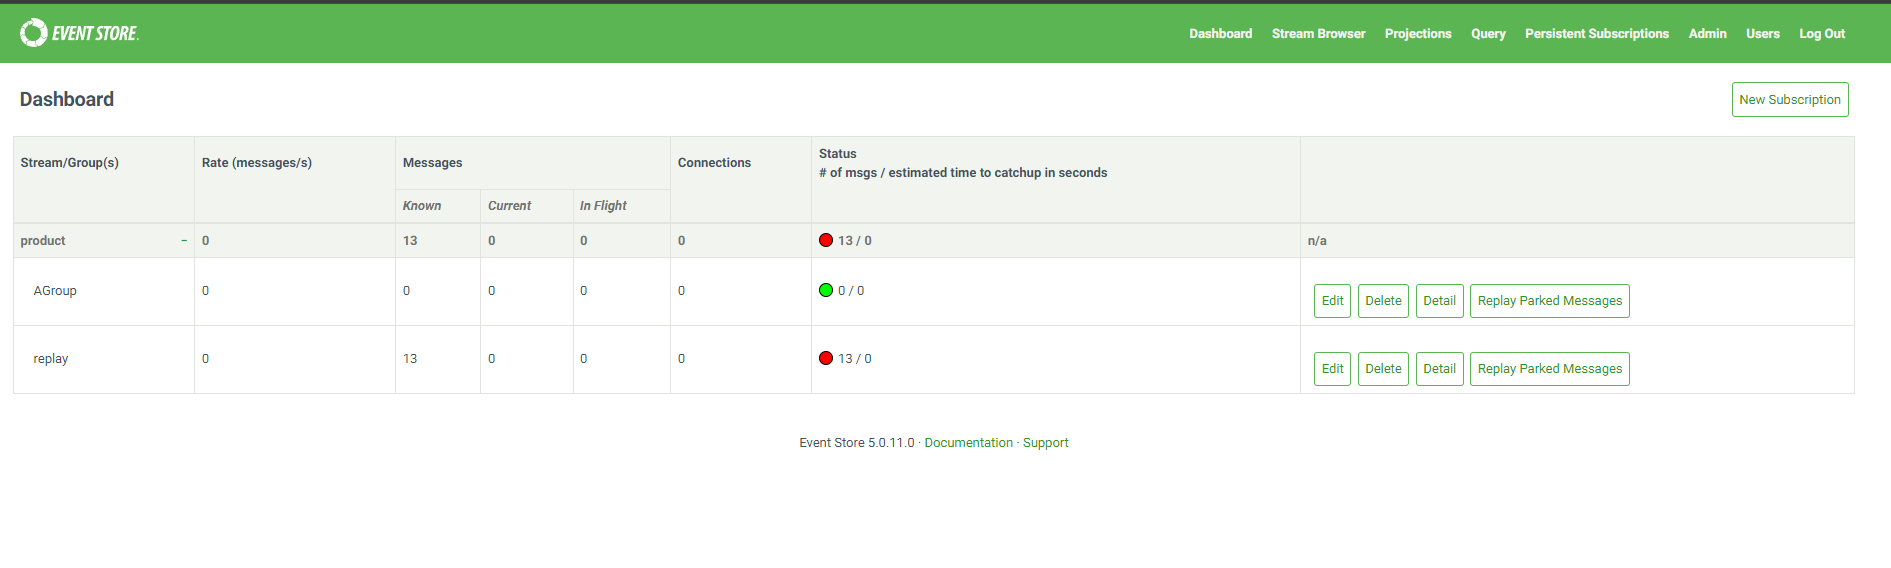 EVENT STORE.
Dashboard Stream Browser Projections Query Persistent Subscriptions Admin Users Log Out
Dashboard
New Subscription
Stream/Group(s) Rate (messages/s) Messages Connections Status
# of msgs / estimated time to catchup in seconds
Known Current In Flight
product - 0 13 0 0 0 13 / 0 n/a
AGroup 0 0 0 0 0 0 / 0 Edit Delete Detail Replay Parked Messages
replay 0 13 0 0 0 13 / 0 Edit Delete Detail Replay Parked Messages
Event Store 5.0.11.0 · Documentation · Support